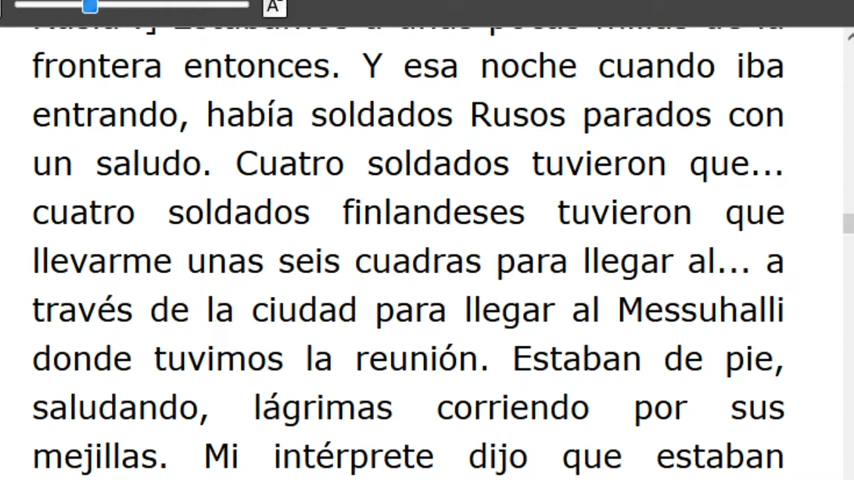 A
frontera entonces. Y esa noche cuando iba
entrando, había soldados Rusos parados con
un saludo. Cuatro soldados tuvieron que...
cuatro soldados finlandeses tuvieron que
llevarme unas seis cuadras para llegar al... a
través de la ciudad para llegar al Messuhalli
donde tuvimos la reunión. Estaban de pie,
saludando, lágrimas corriendo por sus
mejillas. Mi intérprete dijo que estaban